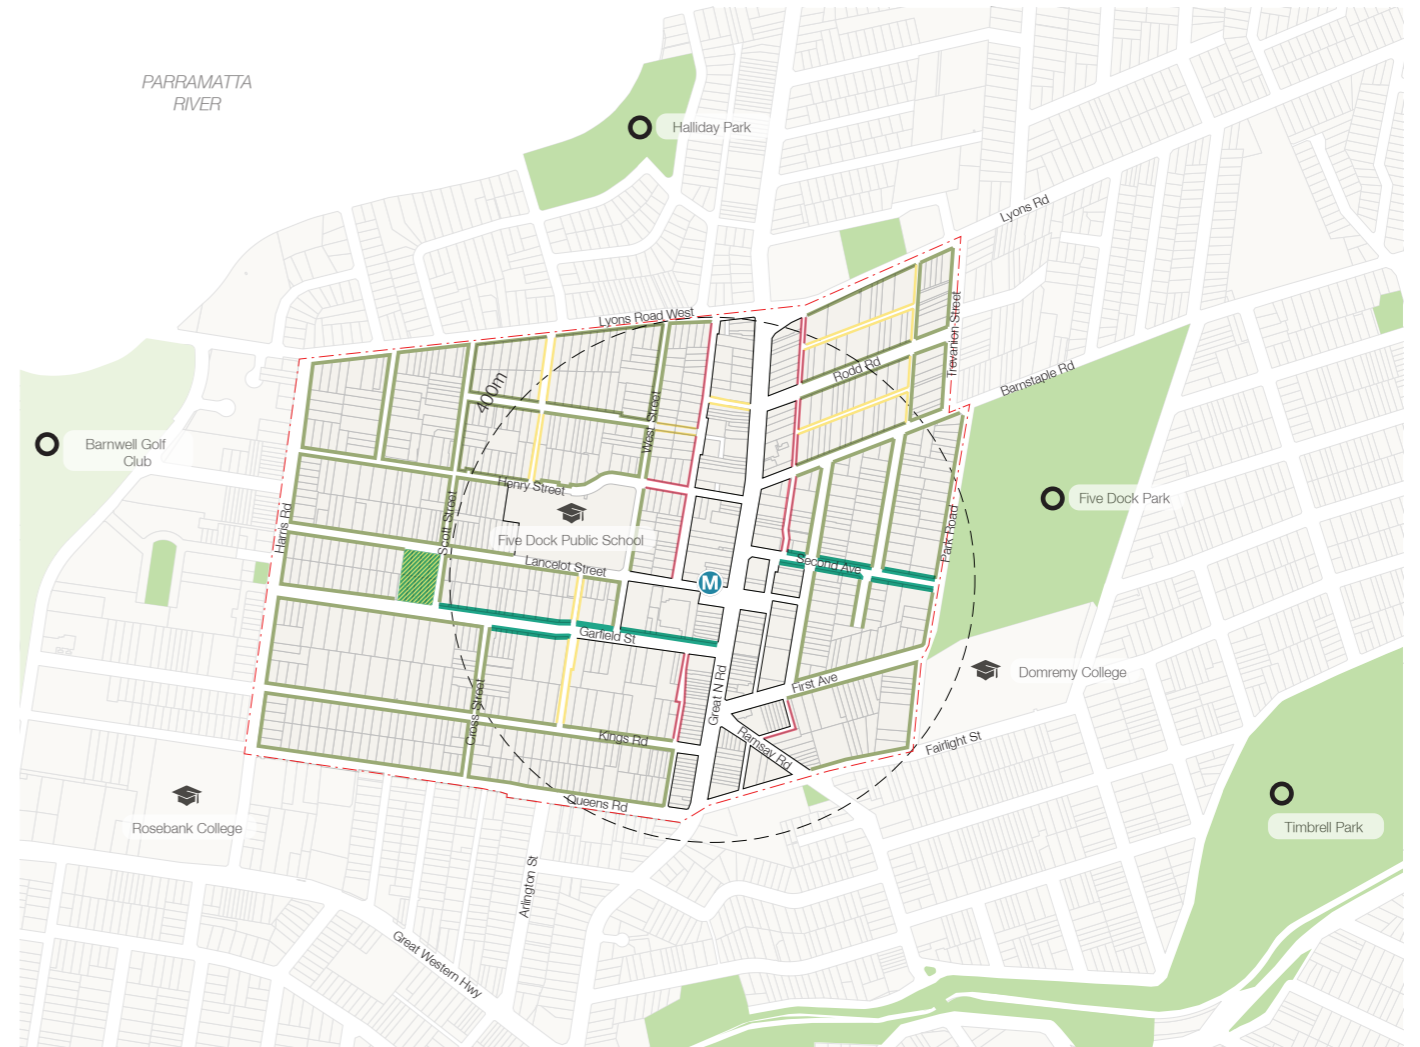 PARRAMATTA
RIVER
Halliday Park
Lyons Rd
Lyons Road West
Trevanion Street
Rodd Rd
Barnstaple Rd
400m
West Street
Barnwell Golf
Club
Henry Street
Five Dock Park
Scott Street
Harris Rd
Five Dock Public School
Park Road
Lancelot Street
Second Ave
M
Garfield St
Domremy College
First Ave
Great N Rd
Cross Street
Kings Rd
Ramsay Rd
Fairlight St
Queens Rd
Rosebank College
Timbrell Park
Arlington St
Great Western Hwy